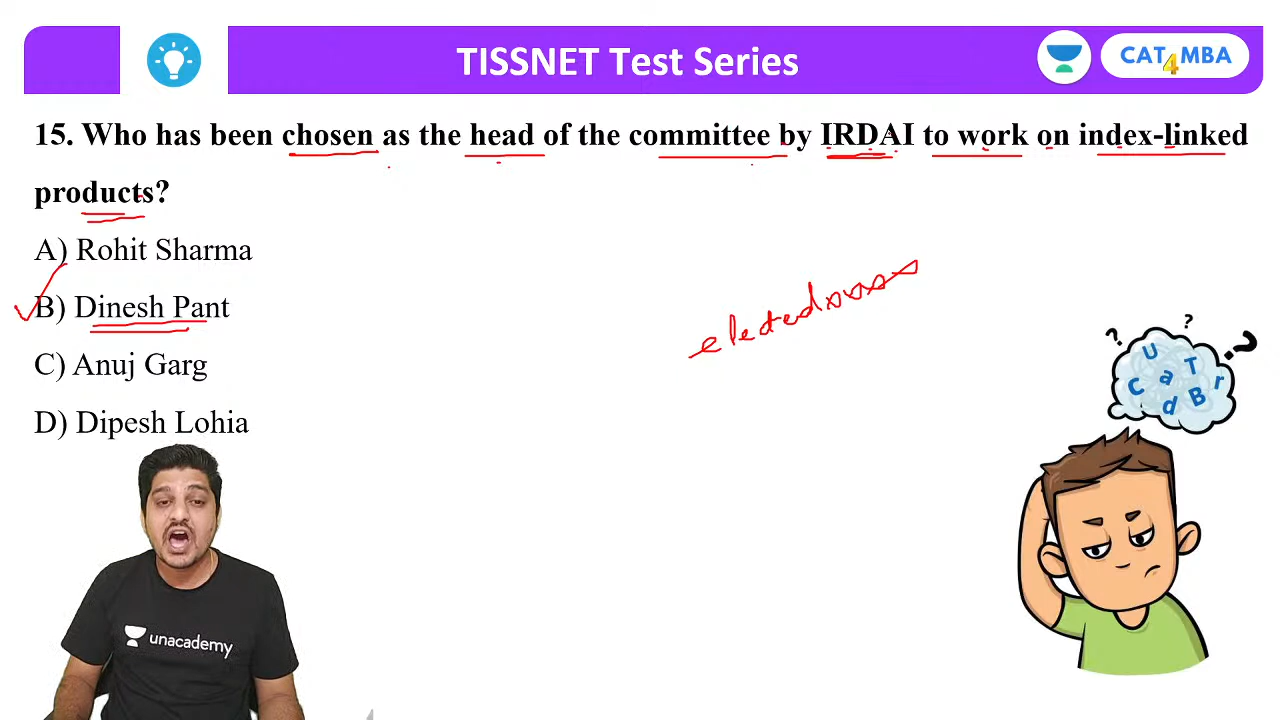 TISSNET Test Series
CAT4MBA
15. Who has been chosen as the head of the committee by IRDAI to work on index-linked
products?
A) Rohit Sharma
B) Dinesh Pant
C) Anuj Garg
D) Dipesh Lohia
elected
? ? ?
U T r
C a B
d
unacademy